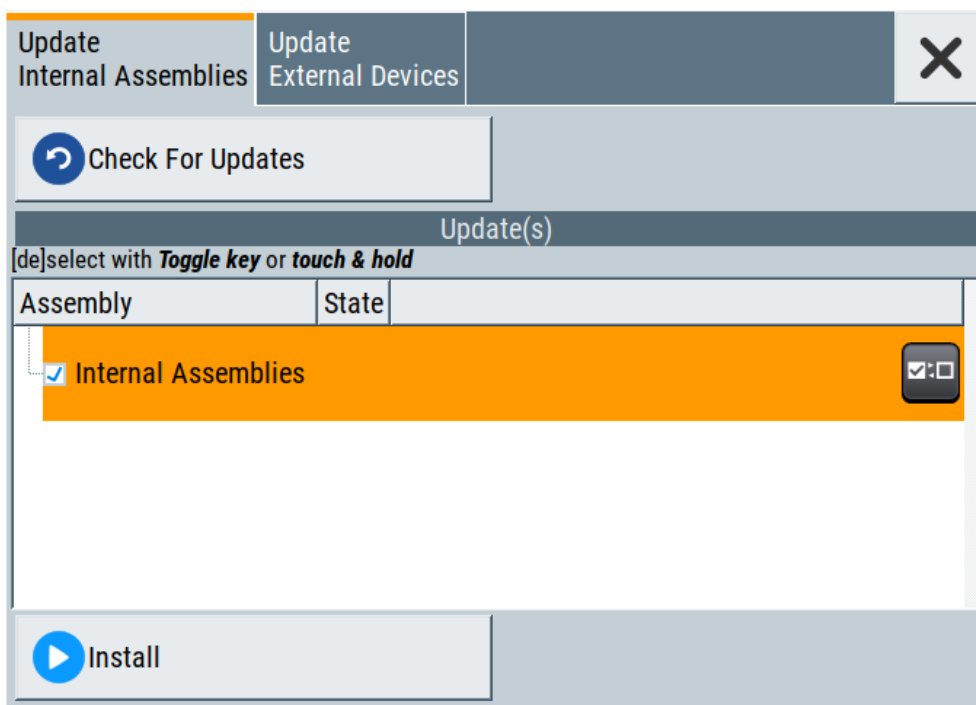 Update
Internal Assemblies
Update
External Devices
Check For Updates
Update(s)
[de]select with Toggle key or touch & hold
Assembly
State
Internal Assemblies
Install